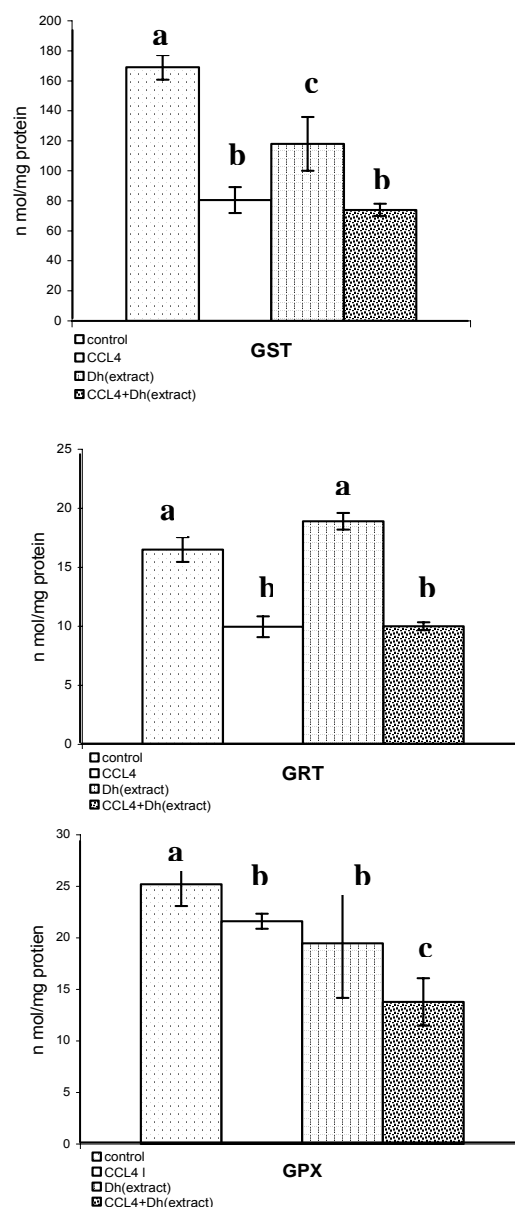 a
200
180
160
140
120
100
80
60
40
20
0
n mol/mg protein
c
b
b
control
CCL4
Dh(extract)
CCL4+Dh(extract)
GST
25
20
15
10
5
0
n mol/mg protein
a
a
b
b
control
CCL4
Dh(extract)
CCL4+Dh(extract)
GRT
30
25
20
15
10
5
0
n mol/mg protien
a
b
b
c
control
CCL4 I
Dh(extract)
CCL4+Dh(extract)
GPX